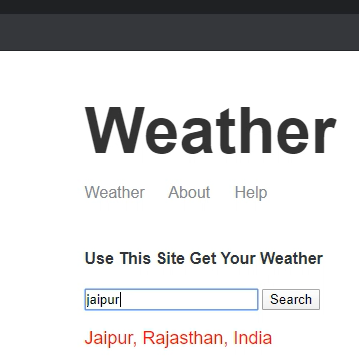 Weather
Weather About Help
Use This Site Get Your Weather
jaipur Search
Jaipur, Rajasthan, India